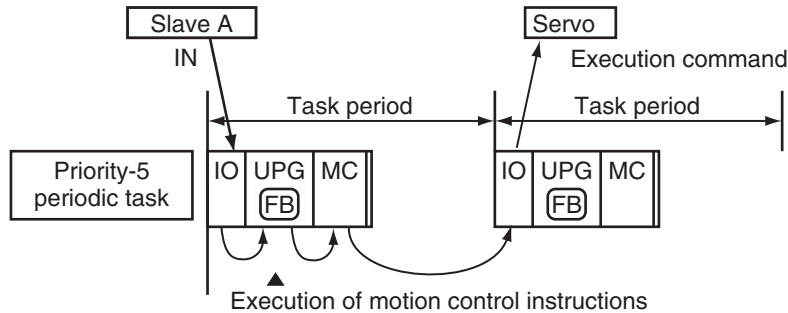 Slave A
Servo
IN
Execution command
Task period
Task period
Priority-5
periodic task
IO UPG MC
FB
IO UPG MC
FB
Execution of motion control instructions